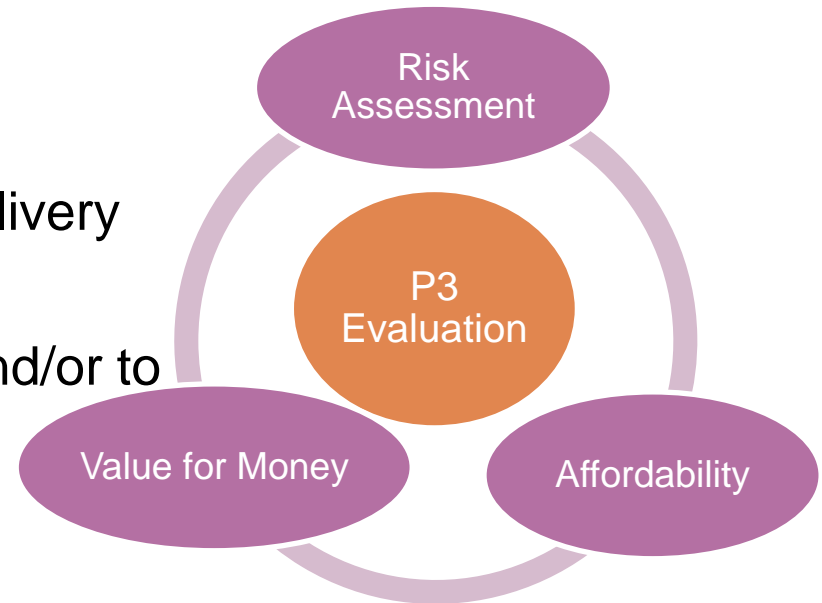 Risk
Assessment
livery
P3
Evaluation
nd/or to
Value for Money
Affordability